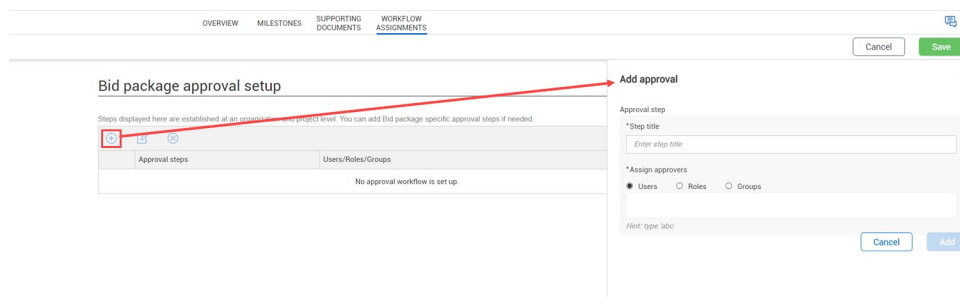 OVERVIEW
MILESTONES
SUPPORTING
DOCUMENTS
WORKFLOW
ASSIGNMENTS
Cancel
Save
Bid package approval setup
Steps displayed here are established at an organization and project level. You can add Bid package specific approval steps if needed.
Approval steps
Users/Roles/Groups
No approval workflow is set up.
Add approval
Approval step
*Step title
Enter step title
*Assign approvers
Users
Roles
Groups
Hint: type 'abc'
Cancel
Add